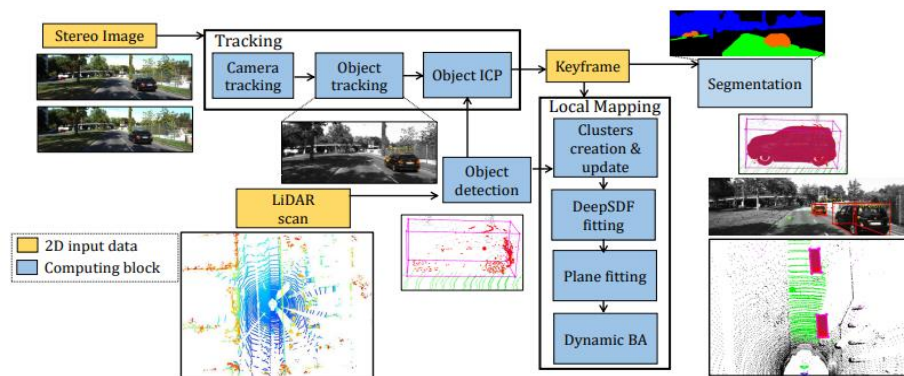 Stereo Image
Tracking
Camera
tracking
Object
tracking
Object ICP
Keyframe
Segmentation
Local Mapping
Clusters
creation &
update
Object
detection
LiDAR
scan
DeepSDF
fitting
2D input data
Computing block
Plane fitting
Dynamic BA